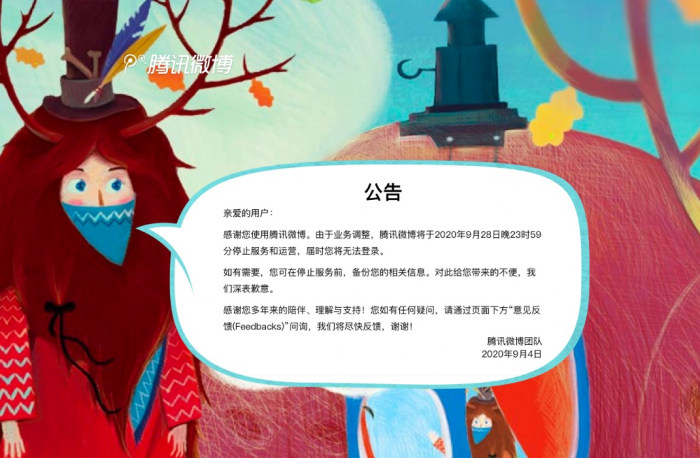 腾讯微博
公告
亲爱的用户：
感谢您使用腾讯微博。由于业务调整，腾讯微博将于2020年9月28日晚23时59
分停止服务和运营，届时您将无法登录。
如有需要，您可在停止服务前，备份您的相关信息。对此给您带来的不便，我
们深表歉意。
感谢您多年来的陪伴、理解与支持！您如有任何疑问，请通过页面下方“意见反
馈(Feedbacks)”问询，我们将尽快反馈，谢谢！
腾讯微博团队
2020年9月4日